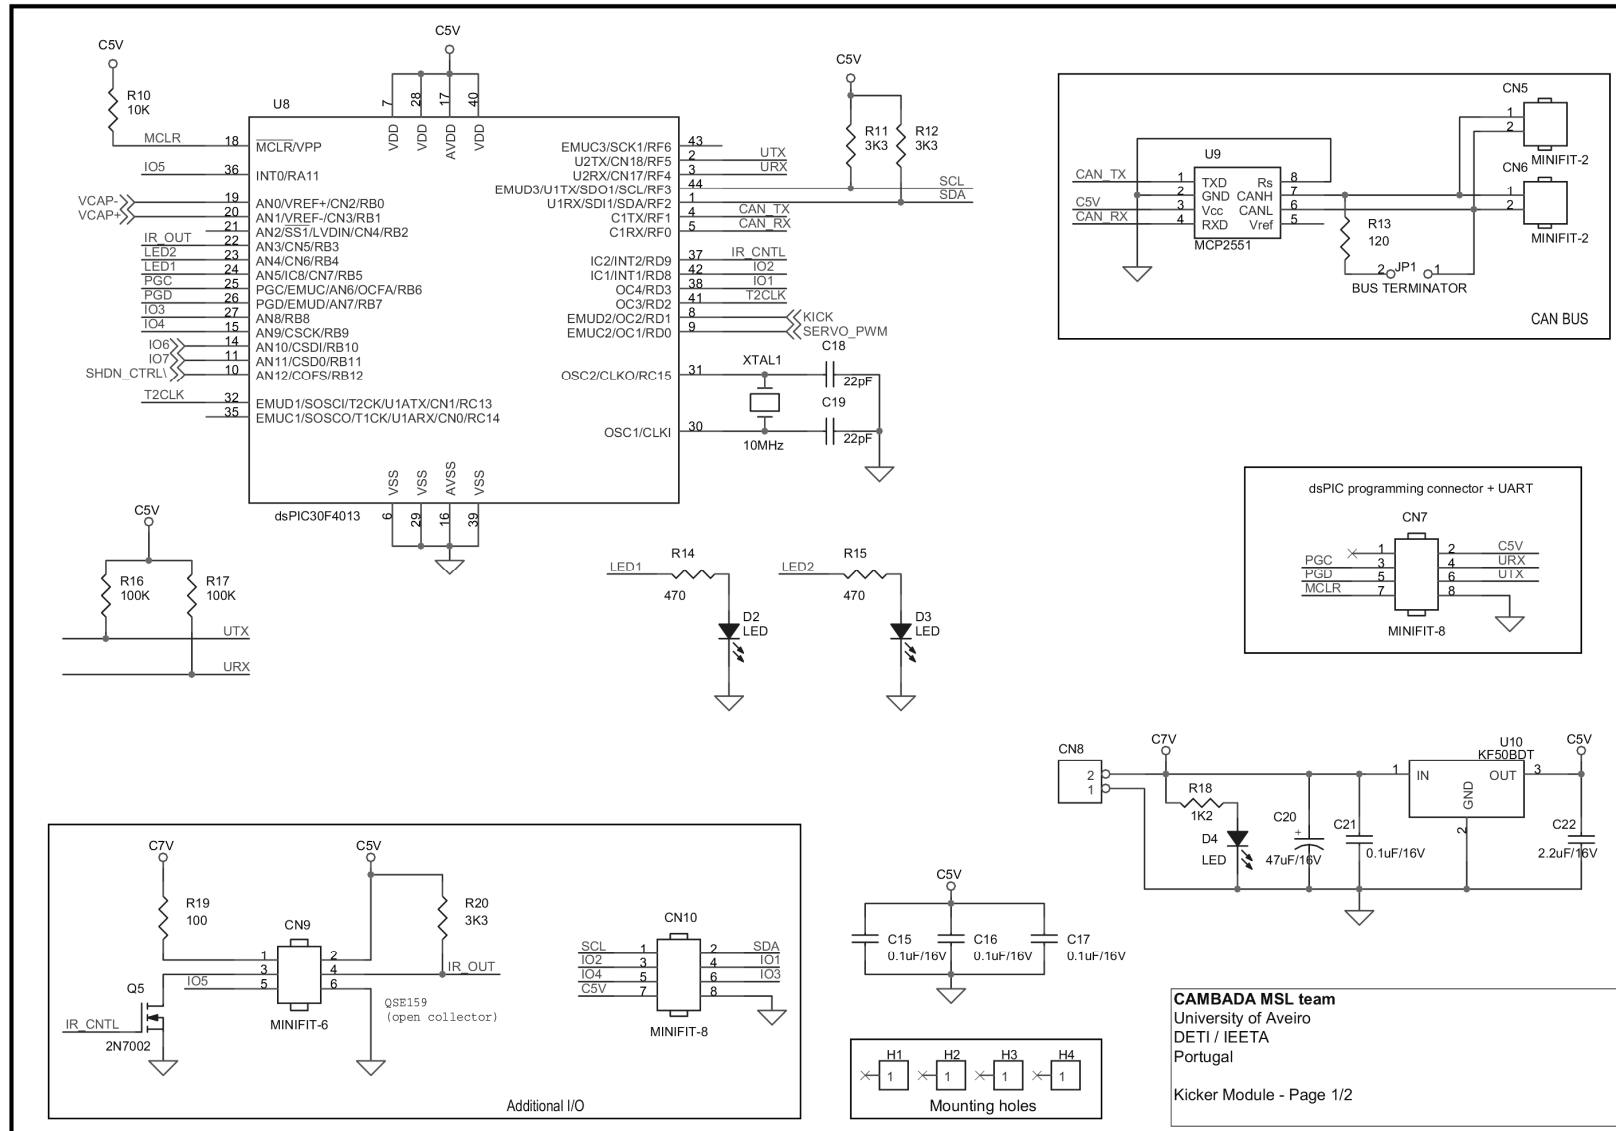 C5V
R10
10K
MCLR
IO5
VCAP-
VCAP+
IR_OUT
LED2
LED1
PGC
PGD
IO3
IO4
IO6
IO7
SHDN_CTRL\
T2CLK
C5V
U8
7 28 17 40
VDD VDD AVDD VDD
18 MCLR/VPP
36 INT0/RA11
19 AN0/VREF+/CN2/RB0
20 AN1/VREF-/CN3/RB1
21 AN2/SS1/LVDIN/CN4/RB2
22 AN3/CN5/RB3
23 AN4/CN6/RB4
24 AN5/IC8/CN7/RB5
25 PGC/EMUC/AN6/OCFA/RB6
26 PGD/EMUD/AN7/RB7
27 AN8/RB8
15 AN9/CSCK/RB9
14 AN10/CSDI/RB10
11 AN11/CSD0/RB11
10 AN12/COFS/RB12
32 EMUD1/SOSCI/T2CK/U1ATX/CN1/RC13
35 EMUC1/SOSCO/T1CK/U1ARX/CN0/RC14
EMUC3/SCK1/RF6 43
U2TX/CN18/RF5 2 UTX
U2RX/CN17/RF4 3 URX
EMUD3/U1TX/SDO1/SCL/RF3 44 SCL
U1RX/SDI1/SDA/RF2 1 SDA
C1TX/RF1 4 CAN_TX
C1RX/RF0 5 CAN_RX
IC2/INT2/RD9 37 IR_CNTL
IC1/INT1/RD8 42 IO2
OC4/RD3 38 IO1
OC3/RD2 41 T2CLK
EMUD2/OC2/RD1 8 KICK
EMUC2/OC1/RD0 9 SERVO_PWM
OSC2/CLKO/RC15 31
OSC1/CLKI 30
VSS VSS AVSS VSS
6 29 16 39
dsPIC30F4013
C5V
R11
3K3
R12
3K3
XTAL1
10MHz
C18
22pF
C19
22pF
CN5
1
2
MINIFIT-2
CN6
1
2
MINIFIT-2
U9
CAN_TX 1 TXD Rs 8
2 GND CANH 7
C5V 3 Vcc CANL 6
CAN_RX 4 RXD Vref 5
MCP2551
R13
120
2 JP1 1
BUS TERMINATOR
CAN BUS
dsPIC programming connector + UART
CN7
1 2 C5V
PGC 3 4 URX
PGD 5 6 UTX
MCLR 7 8
MINIFIT-8
C5V
R16
100K
R17
100K
UTX
URX
LED1
R14
470
D2
LED
LED2
R15
470
D3
LED
CN8
2
1
C7V
R18
1K2
D4
LED
C20
+
47uF/16V
C21
0.1uF/16V
U10
KF50BDT
1 IN OUT 3
GND
2
C5V
C22
2.2uF/16V
C7V
R19
100
C5V
R20
3K3
CN9
1 2
3 4 IR_OUT
IO5 5 6
MINIFIT-6
Q5
IR_CNTL
2N7002
QSE159
(open collector)
CN10
SCL 1 2 SDA
IO2 3 4 IO1
IO4 5 6 IO3
C5V 7 8
MINIFIT-8
Additional I/O
C5V
C15
0.1uF/16V
C16
0.1uF/16V
C17
0.1uF/16V
H1 H2 H3 H4
1 1 1 1
Mounting holes
CAMBADA MSL team
University of Aveiro
DETI / IEETA
Portugal
Kicker Module - Page 1/2